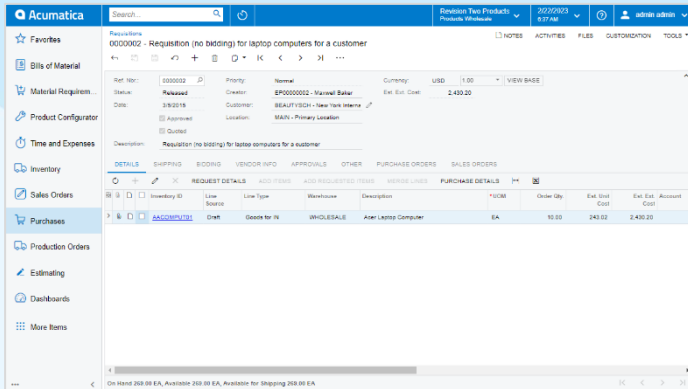 Acumatica
Search...
Revision Two Products
Products Wholesale
2/22/2023
6:37 AM
admin admin
Favorites
Bills of Material
Material Requirem...
Product Configurator
Time and Expenses
Inventory
Sales Orders
Purchases
Production Orders
Estimating
Dashboards
More Items
Requisitions
0000002 - Requisition (no bidding) for laptop computers for a customer
NOTES ACTIVITIES FILES CUSTOMIZATION TOOLS
Ref. Nbr.: 0000002 Priority: Normal Currency: USD 1.00 VIEW BASE
Status: Released Creator: EP00000002 - Maxwell Baker Est. Ext. Cost: 2,430.20
Date: 3/5/2015 Customer: BEAUTYSCH - New York Interna
Approved Location: MAIN - Primary Location
Quoted
Description: Requisition (no bidding) for laptop computers for a customer
DETAILS SHIPPING BIDDING VENDOR INFO APPROVALS OTHER PURCHASE ORDERS SALES ORDERS
REQUEST DETAILS ADD ITEMS ADD REQUESTED ITEMS MERGE LINES PURCHASE DETAILS
Inventory ID Line Source Line Type Warehouse Description *UOM Order Qty. Est. Unit Cost Est. Ext. Cost Account
AACOMPUT01 Draft Goods for IN WHOLESALE Acer Laptop Computer EA 10.00 243.02 2,430.20
On Hand 260.00 EA, Available 260.00 EA, Available for Shipping 260.00 EA